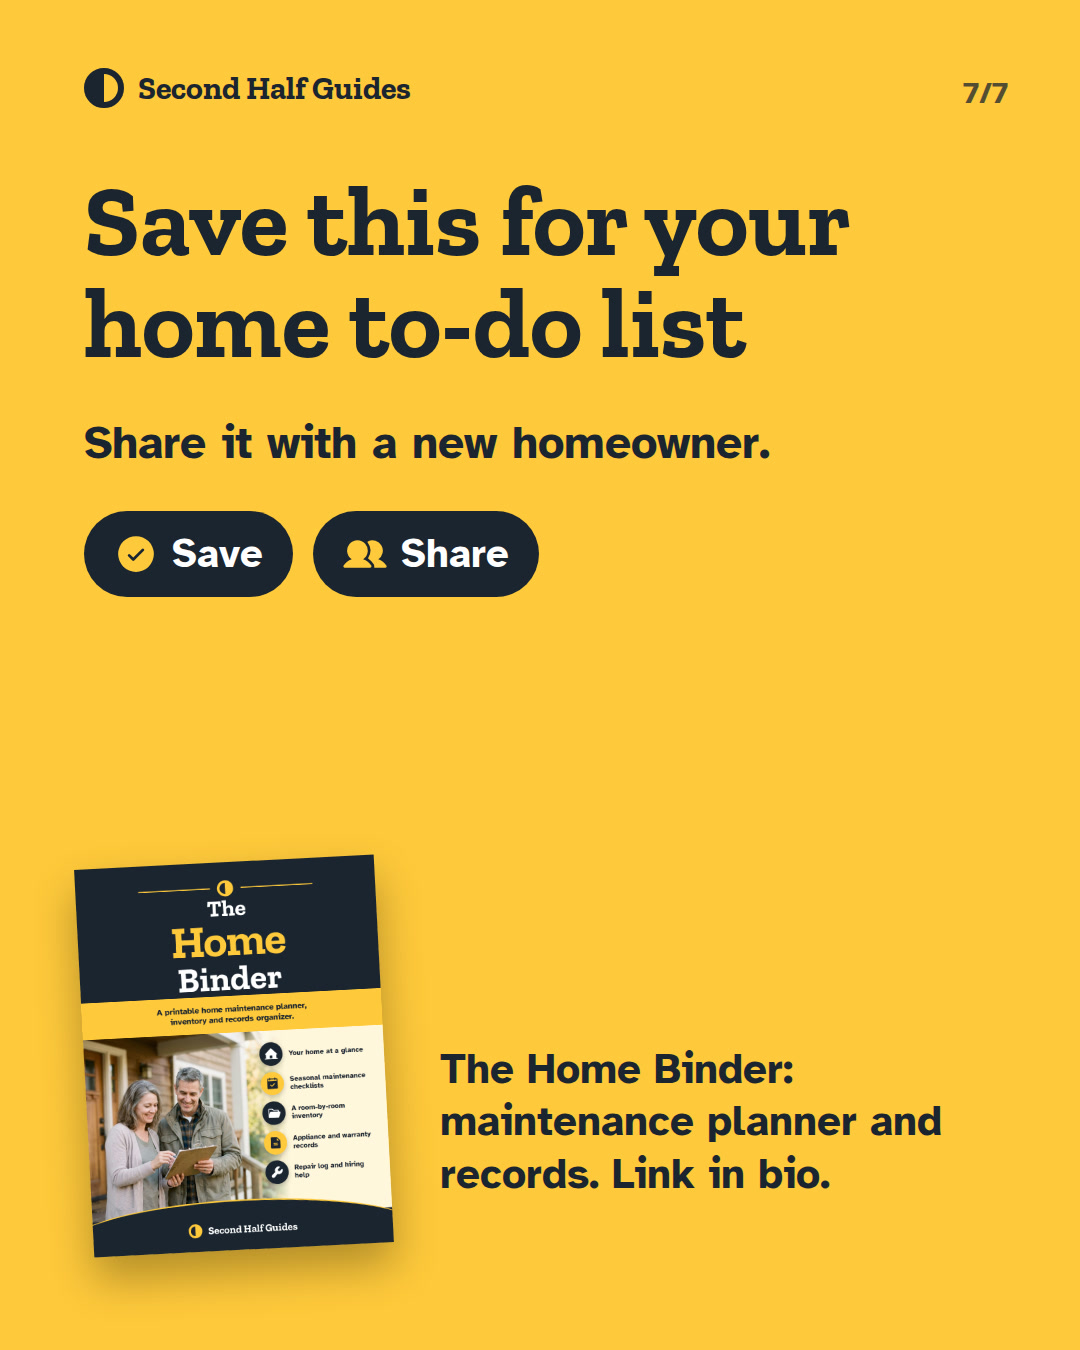 Second Half Guides
7/7
Save this for your
home to-do list
Share it with a new homeowner.
Save
Share
The
Home
Binder
A printable home maintenance planner,
inventory and records organizer.
Your home at a glance
Seasonal maintenance
checklists
A room-by-room
inventory
Appliance and warranty
records
Repair log and hiring
help
Second Half Guides
The Home Binder:
maintenance planner and
records. Link in bio.